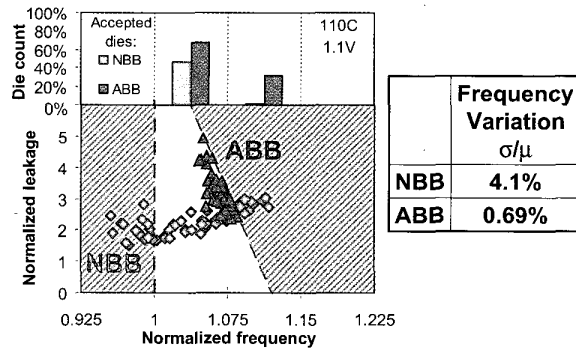 100%
80%
60%
40%
20%
0%
Die count
Accepted
dies:
NBB
ABB
110C
1.1V
5
4
3
2
1
0
Normalized leakage
ABB
NBB
0.925 1 1.075 1.15 1.225
Normalized frequency
Frequency
Variation
σ/μ
NBB 4.1%
ABB 0.69%